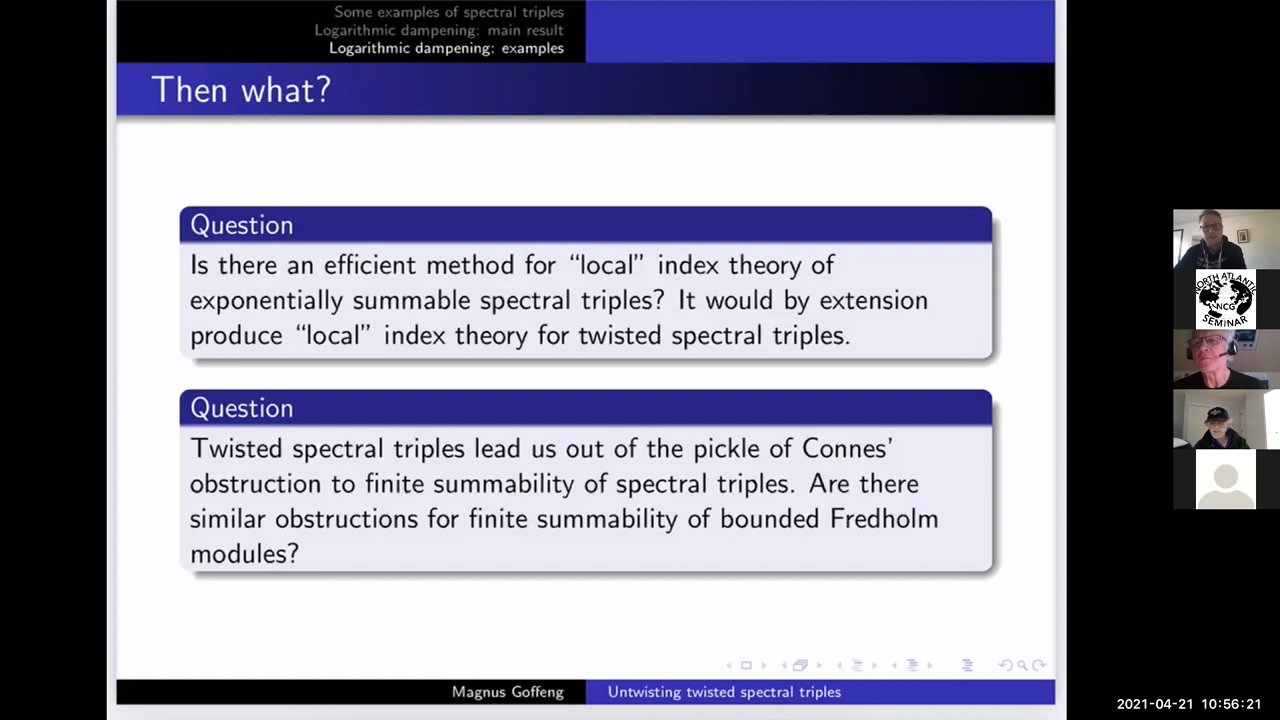 Some examples of spectral triples
Logarithmic dampening: main result
Logarithmic dampening: examples
Then what?
Question
Is there an efficient method for “local” index theory of
exponentially summable spectral triples? It would by extension
produce “local” index theory for twisted spectral triples.
Question
Twisted spectral triples lead us out of the pickle of Connes’
obstruction to finite summability of spectral triples. Are there
similar obstructions for finite summability of bounded Fredholm
modules?
Magnus Goffeng
Untwisting twisted spectral triples
NORTH ATLANTIC
NCG
SEMINAR
2021-04-21 10:56:21